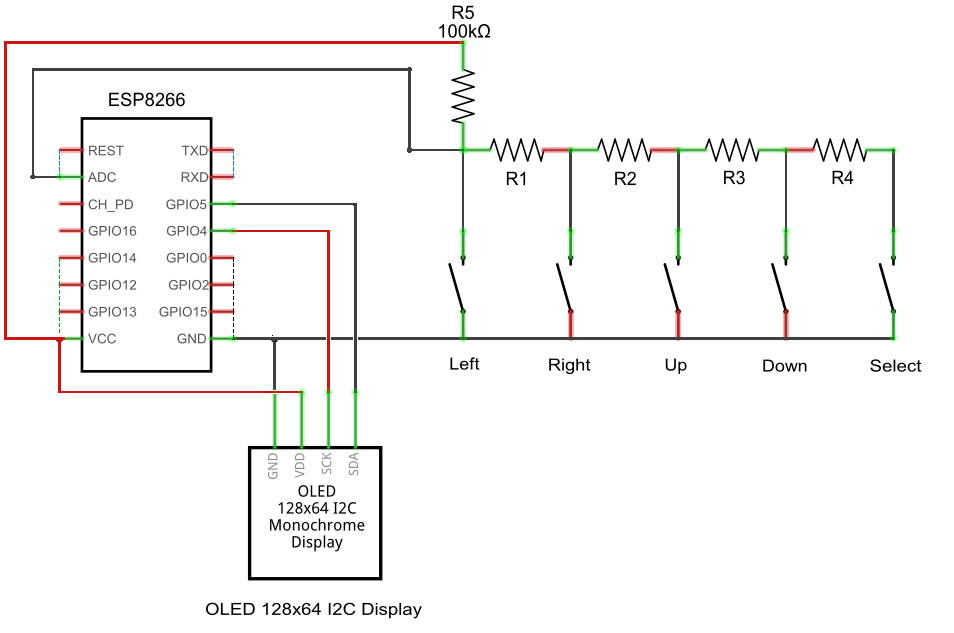 R5
100kΩ
ESP8266
REST
TXD
ADC
RXD
CH_PD
GPIO5
GPIO16
GPIO4
GPIO14
GPIO0
GPIO12
GPIO2
GPIO13
GPIO15
VCC
GND
R1
R2
R3
R4
Left
Right
Up
Down
Select
GND
VDD
SCK
SDA
OLED
128x64 I2C
Monochrome
Display
OLED 128x64 I2C Display